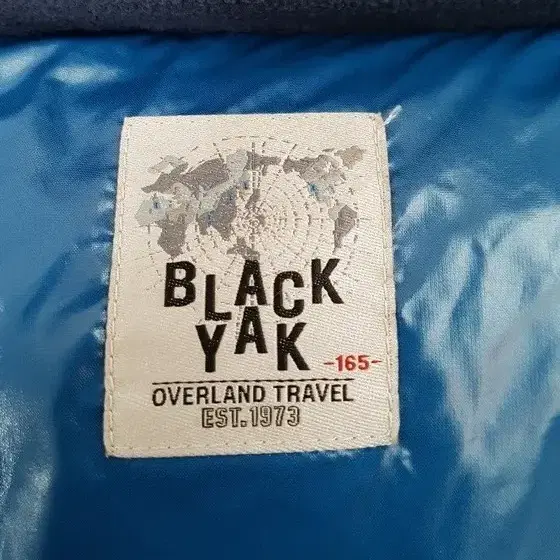 BLACK
YAK
-165-
OVERLAND TRAVEL
EST.1973